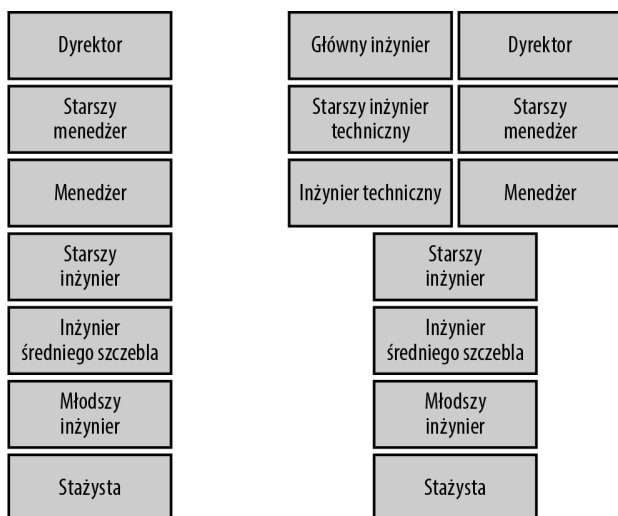 Dyrektor
Starszy
menedżer
Menedżer
Starszy
inżynier
Inżynier
średniego szczebla
Młodszy
inżynier
Stażysta
Główny inżynier
Dyrektor
Starszy inżynier
techniczny
Starszy
menedżer
Inżynier techniczny
Menedżer
Starszy
inżynier
Inżynier
średniego szczebla
Młodszy
inżynier
Stażysta